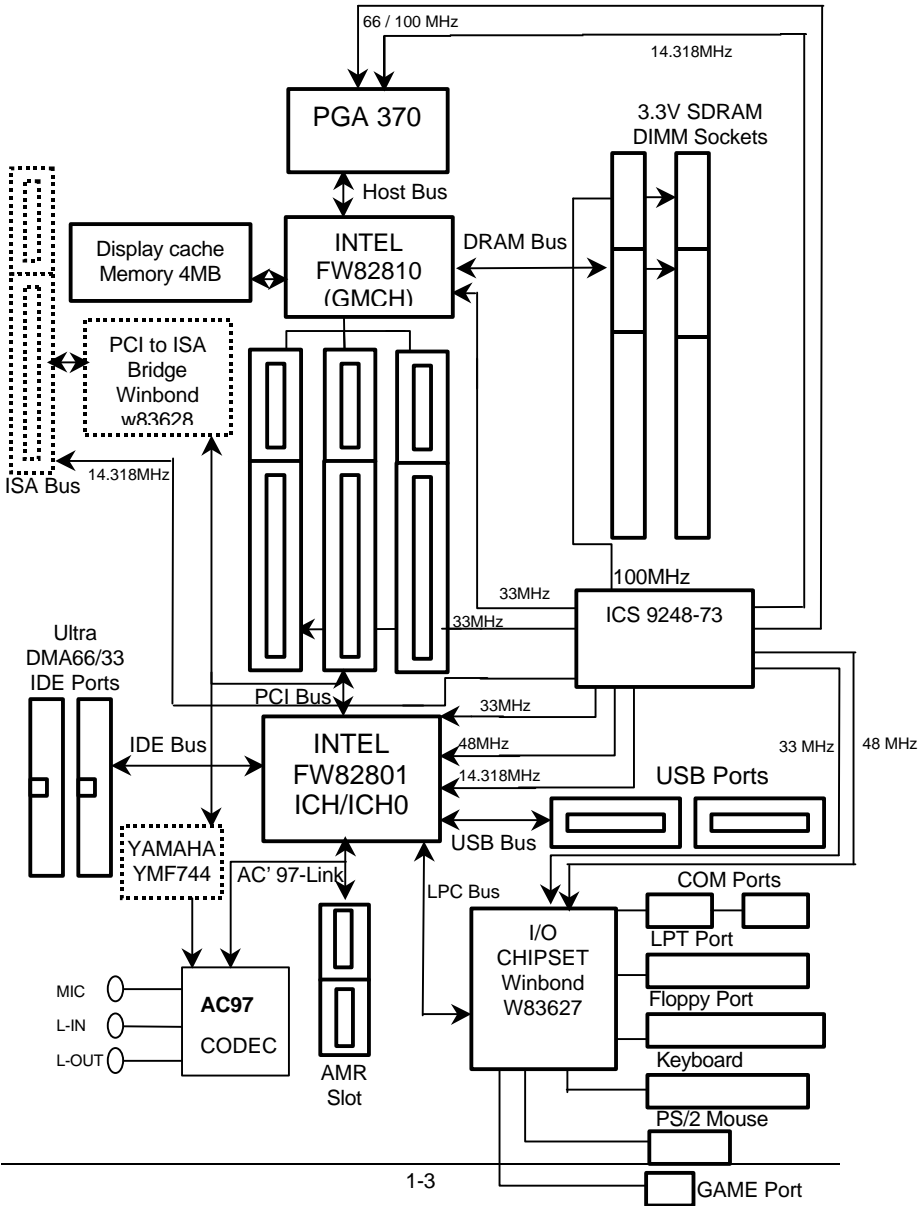 66 / 100 MHz
14.318MHz
PGA 370
3.3V SDRAM
DIMM Sockets
Host Bus
Display cache
Memory 4MB
INTEL
FW82810
(GMCH)
DRAM Bus
PCI to ISA
Bridge
Winbond
w83628
14.318MHz
ISA Bus
100MHz
33MHz
ICS 9248-73
33MHz
Ultra
DMA66/33
IDE Ports
PCI Bus
33MHz
IDE Bus
INTEL
FW82801
ICH/ICH0
48MHz
14.318MHz
33 MHz
48 MHz
USB Ports
USB Bus
YAMAHA
YMF744
AC' 97-Link
LPC Bus
COM Ports
I/O
CHIPSET
Winbond
W83627
LPT Port
Floppy Port
MIC
L-IN
L-OUT
AC97
CODEC
Keyboard
AMR
Slot
PS/2 Mouse
1-3
GAME Port